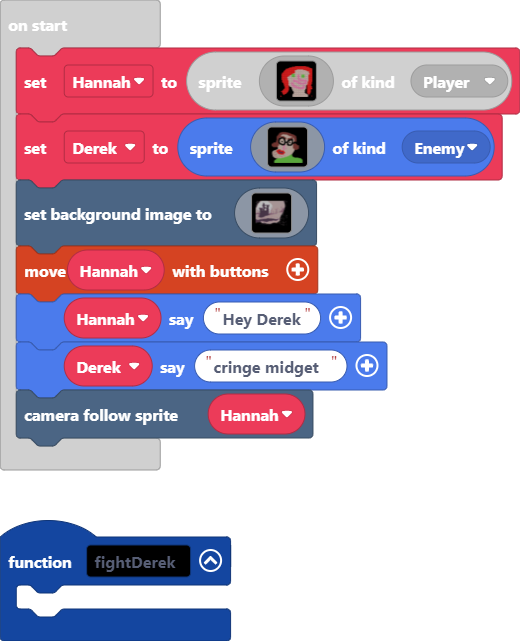 on start
set Hannah to sprite of kind Player
set Derek to sprite of kind Enemy
set background image to
move Hannah with buttons
Hannah say "Hey Derek"
Derek say "cringe midget "
camera follow sprite Hannah
function fightDerek